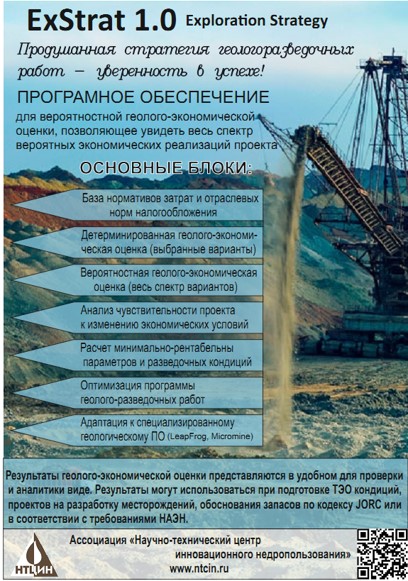 ExStrat 1.0 Exploration Strategy
Продушанная стратегия геологоразведочных
работ – уверенность в успехе!
ПРОГРАМНОЕ ОБЕСПЕЧЕНИЕ
для вероятностной геолого-экономической
оценки, позволяющее увидеть весь спектр
вероятных экономических реализаций проекта
ОСНОВНЫЕ БЛОКИ:
База нормативов затрат и отраслевых
норм налогообложения
Детерминированная геолого-экономи-
ческая оценка (выбранные варианты)
Вероятностная геолого-экономическая
оценка (весь спектр вариантов)
Анализ чувствительности проекта
к изменению экономических условий
Расчет минимально-рентабельны
параметров и разведочных кондиций
Оптимизация программы
геолого-разведочных работ
Адаптация к специализированному
геологическому ПО (LeapFrog, Micromine)
Результаты геолого-экономической оценки представляются в удобном для проверки
и аналитики виде. Результаты могут использоваться при подготовке ТЭО кондиций,
проектов на разработку месторождений, обоснования запасов по кодексу JORC или
в соответствии с требованиями НАЭН.
Ассоциация «Научно-технический центр
инновационного недропользования»
www.ntcin.ru
НТЦИН